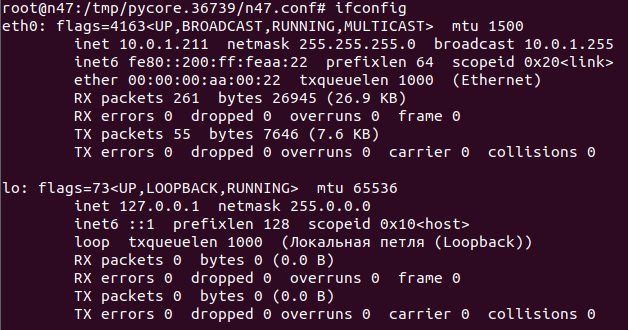 root@n47:/tmp/pycore.36739/n47.conf# ifconfig
eth0: flags=4163<UP,BROADCAST,RUNNING,MULTICAST>  mtu 1500
        inet 10.0.1.211  netmask 255.255.255.0  broadcast 10.0.1.255
        inet6 fe80::200:ff:feaa:22  prefixlen 64  scopeid 0x20<link>
        ether 00:00:00:aa:00:22  txqueuelen 1000  (Ethernet)
        RX packets 261  bytes 26945 (26.9 KB)
        RX errors 0  dropped 0  overruns 0  frame 0
        TX packets 55  bytes 7646 (7.6 KB)
        TX errors 0  dropped 0 overruns 0  carrier 0  collisions 0

lo: flags=73<UP,LOOPBACK,RUNNING>  mtu 65536
        inet 127.0.0.1  netmask 255.0.0.0
        inet6 ::1  prefixlen 128  scopeid 0x10<host>
        loop  txqueuelen 1000  (Локальная петля (Loopback))
        RX packets 0  bytes 0 (0.0 B)
        RX errors 0  dropped 0  overruns 0  frame 0
        TX packets 0  bytes 0 (0.0 B)
        TX errors 0  dropped 0 overruns 0  carrier 0  collisions 0